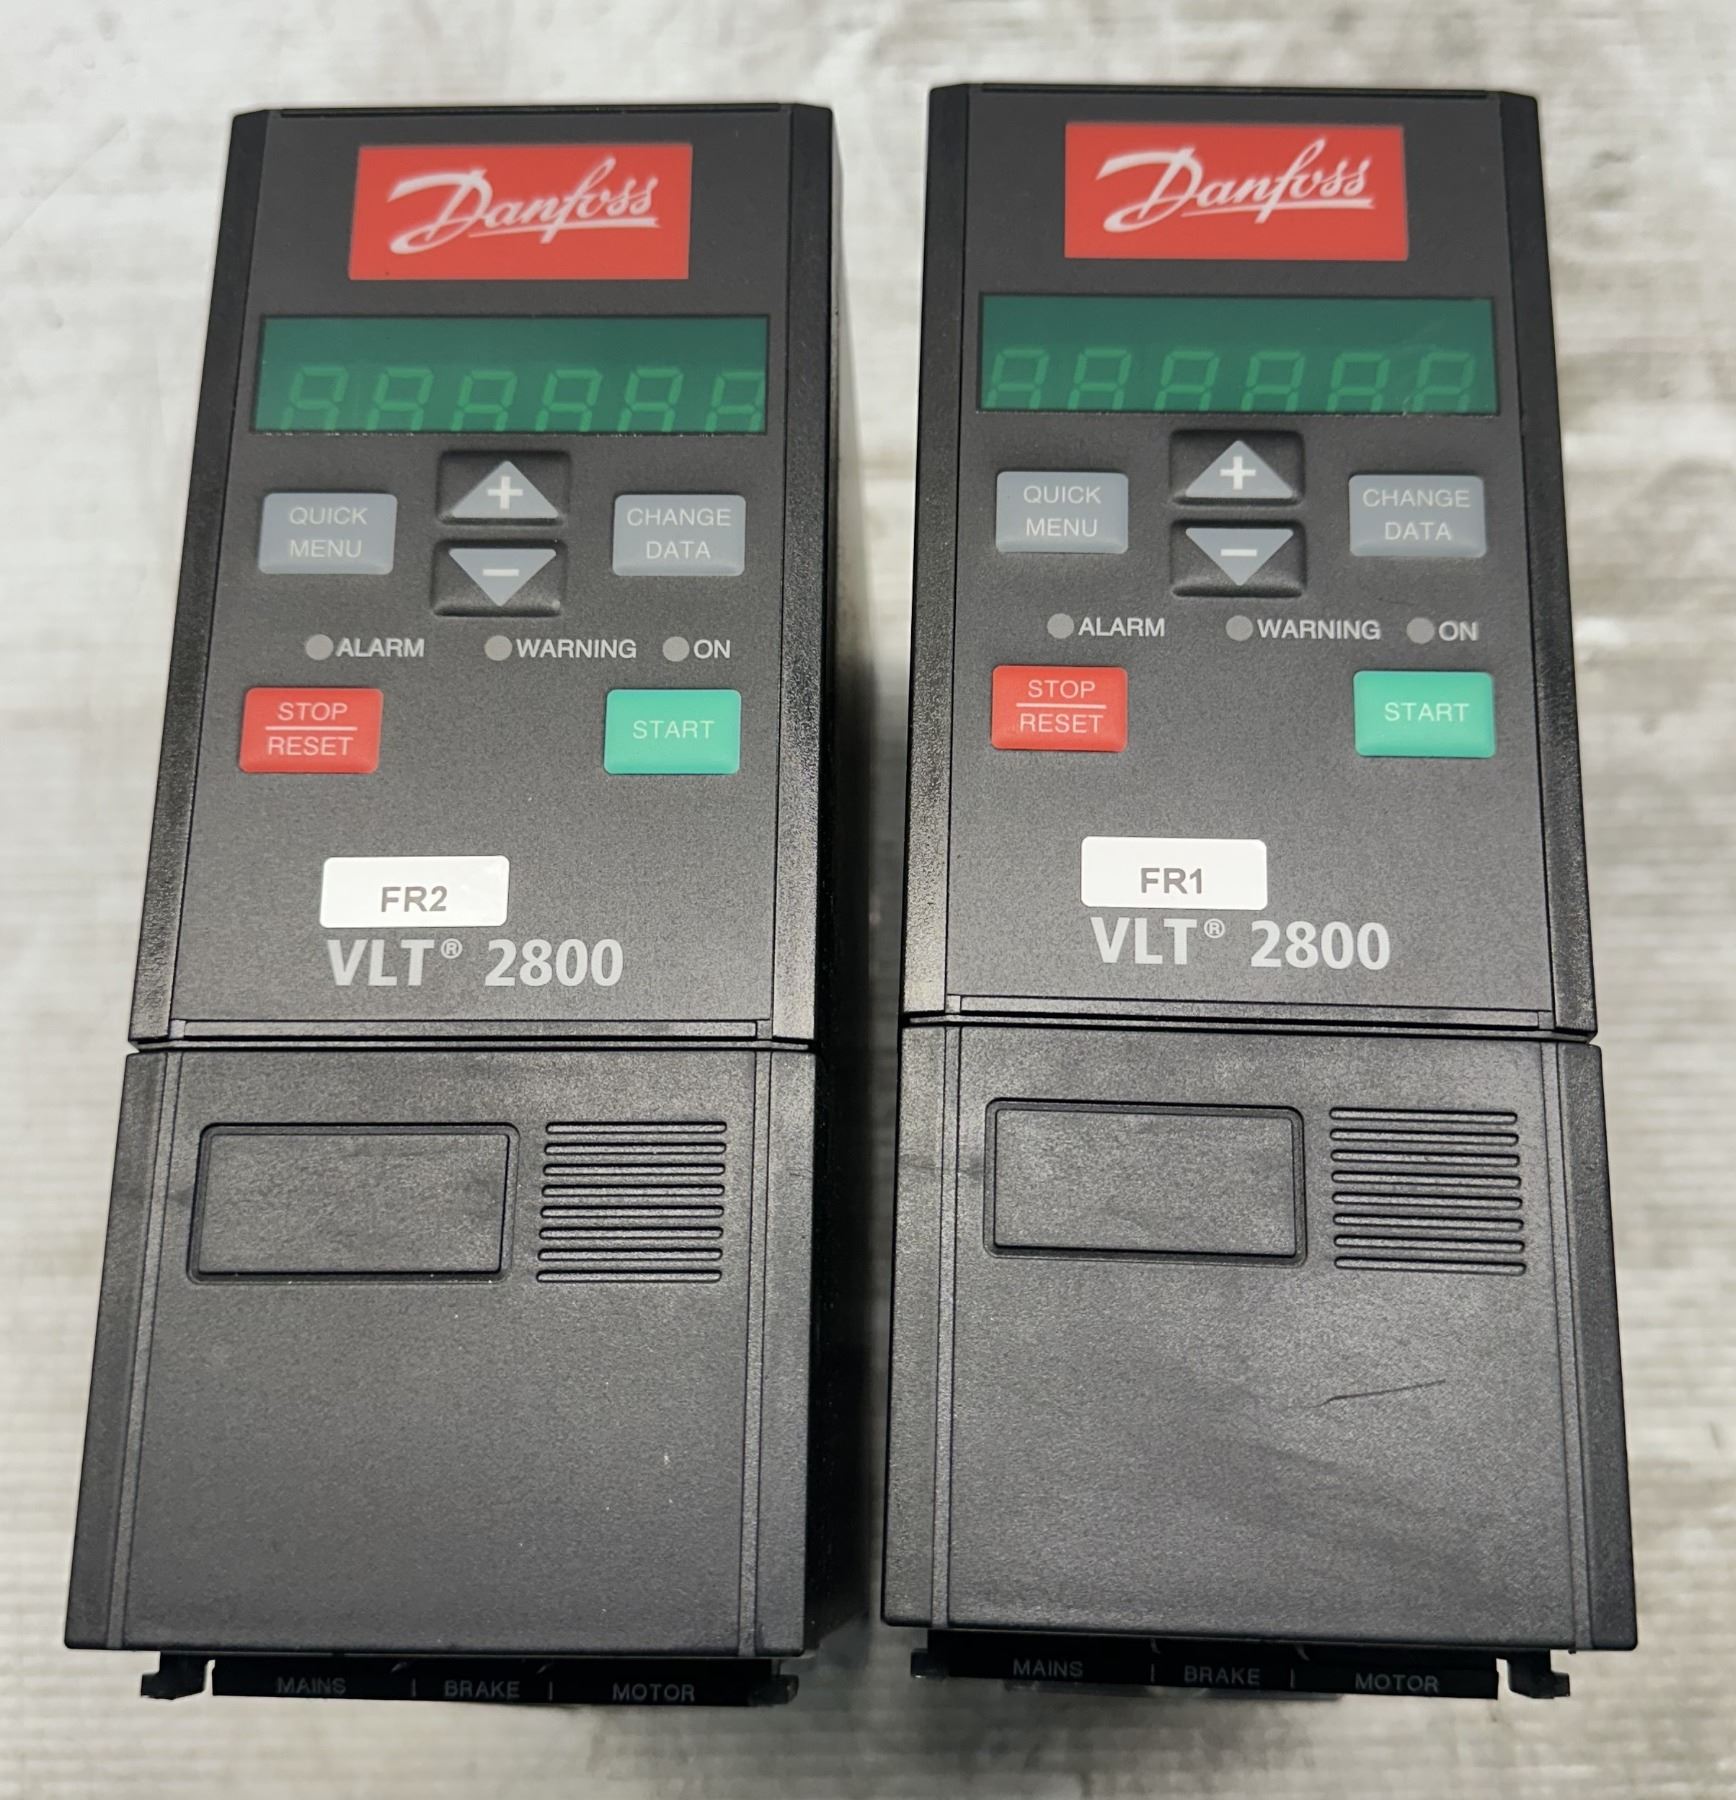 Danfoss
QUICK
MENU
+
-
CHANGE
DATA
ALARM WARNING ON
STOP
RESET
START
FR2
VLT® 2800
MAINS | BRAKE | MOTOR
Danfoss
QUICK
MENU
+
-
CHANGE
DATA
ALARM WARNING ON
STOP
RESET
START
FR1
VLT® 2800
MAINS | BRAKE | MOTOR